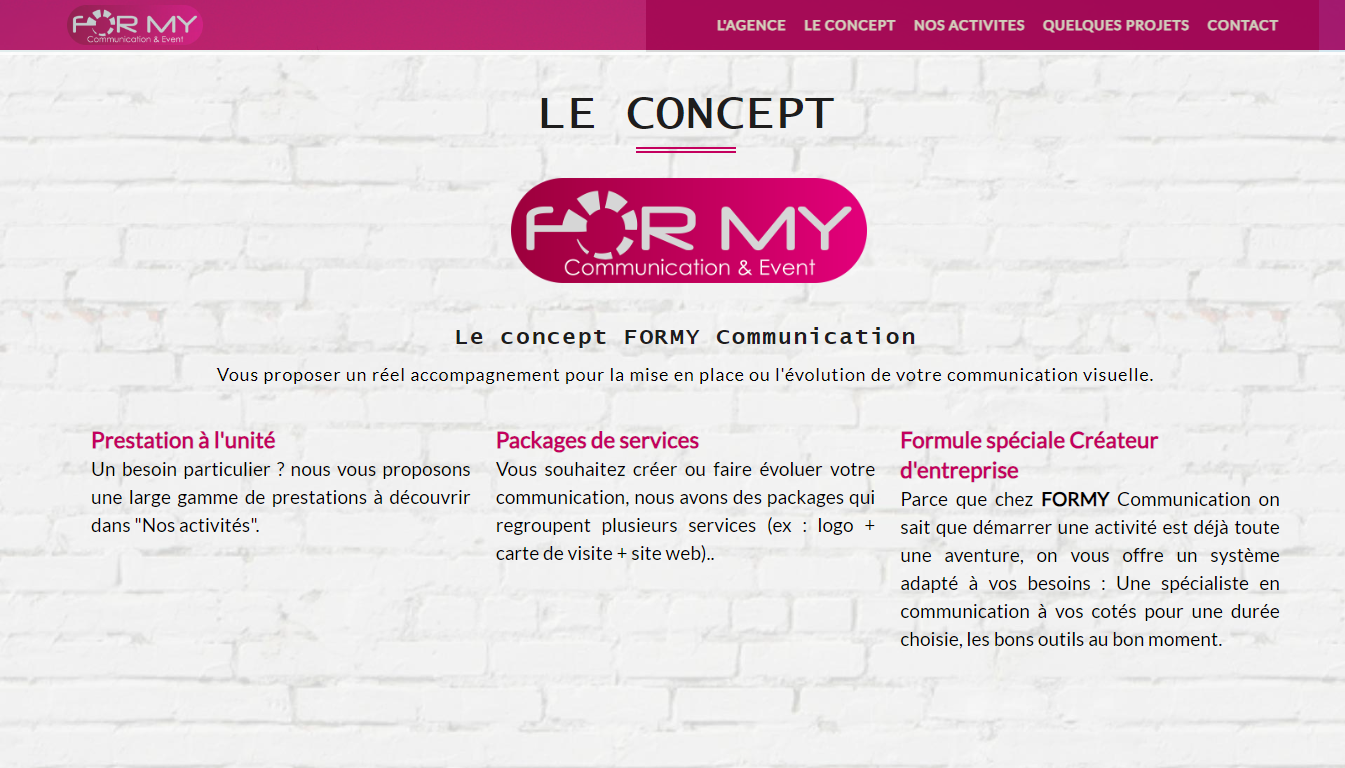 FOR MY
Communication & Event
L'AGENCE LE CONCEPT NOS ACTIVITES QUELQUES PROJETS CONTACT
LE CONCEPT
FOR MY
Communication & Event
Le concept FORMY Communication
Vous proposer un réel accompagnement pour la mise en place ou l'évolution de votre communication visuelle.
Prestation à l'unité
Un besoin particulier ? nous vous proposons
une large gamme de prestations à découvrir
dans "Nos activités".
Packages de services
Vous souhaitez créer ou faire évoluer votre
communication, nous avons des packages qui
regroupent plusieurs services (ex : logo +
carte de visite + site web)..
Formule spéciale Créateur
d'entreprise
Parce que chez FORMY Communication on
sait que démarrer une activité est déjà toute
une aventure, on vous offre un système
adapté à vos besoins : Une spécialiste en
communication à vos cotés pour une durée
choisie, les bons outils au bon moment.